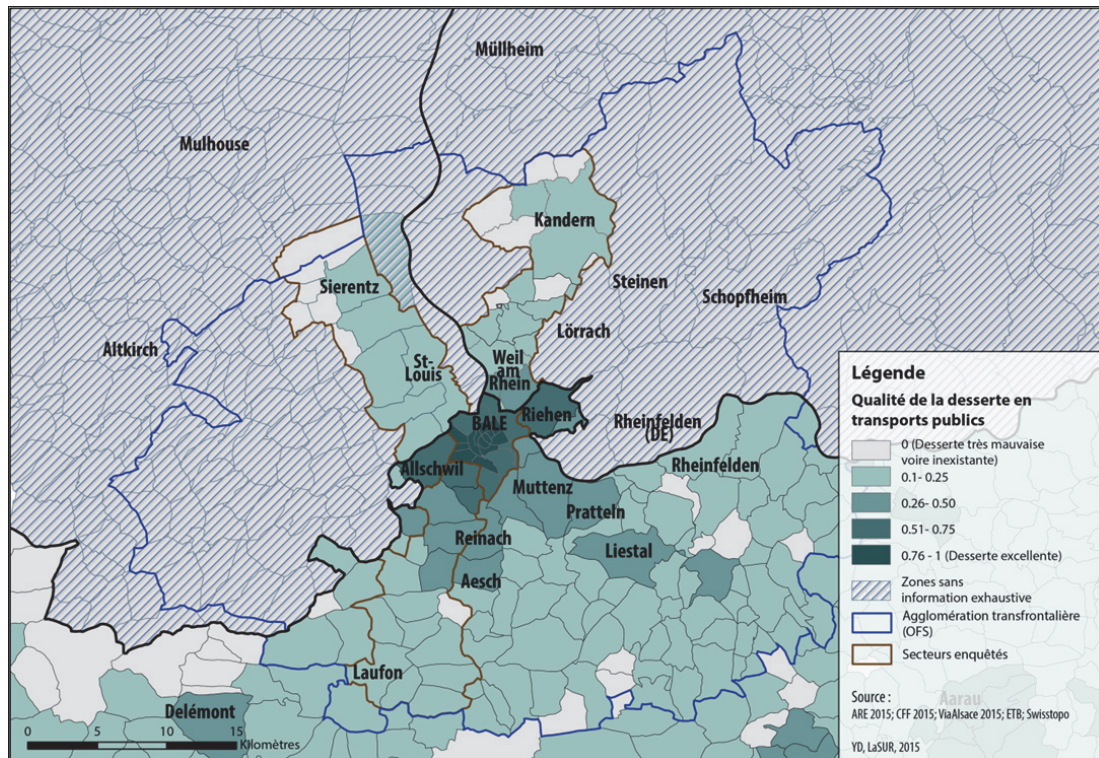 Müllheim
Mulhouse
Kandern
Sierentz
Steinen
Schopfheim
Altkirch
Lörrach
St-
Louis
Weil
am
Rhein
BALE
Riehen
Rheinfelden
(DE)
Allschwil
Rheinfelden
Muttenz
Pratteln
Reinach
Liestal
Aesch
Laufon
Delémont
Aarau
0
5
10
15
Kilomètres
Légende
Qualité de la desserte en
transports publics
0 (Desserte très mauvaise
voire inexistante)
0.1- 0.25
0.26- 0.50
0.51- 0.75
0.76 - 1 (Desserte excellente)
Zones sans
information exhaustive
Agglomération transfrontalière
(OFS)
Secteurs enquêtés
Source :
ARE 2015; CFF 2015; ViaAlsace 2015; ETB; Swisstopo
YD, LaSUR, 2015